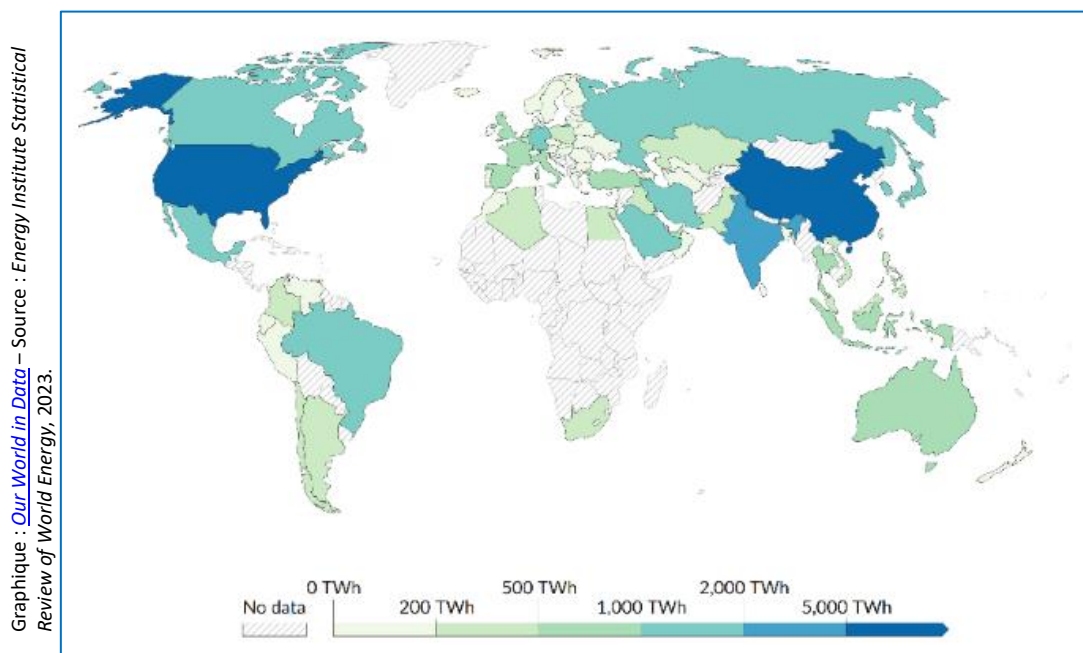 Graphique : Our World in Data – Source : Energy Institute Statistical
Review of World Energy, 2023.
0 TWh 500 TWh 2,000 TWh
No data 200 TWh 1,000 TWh 5,000 TWh